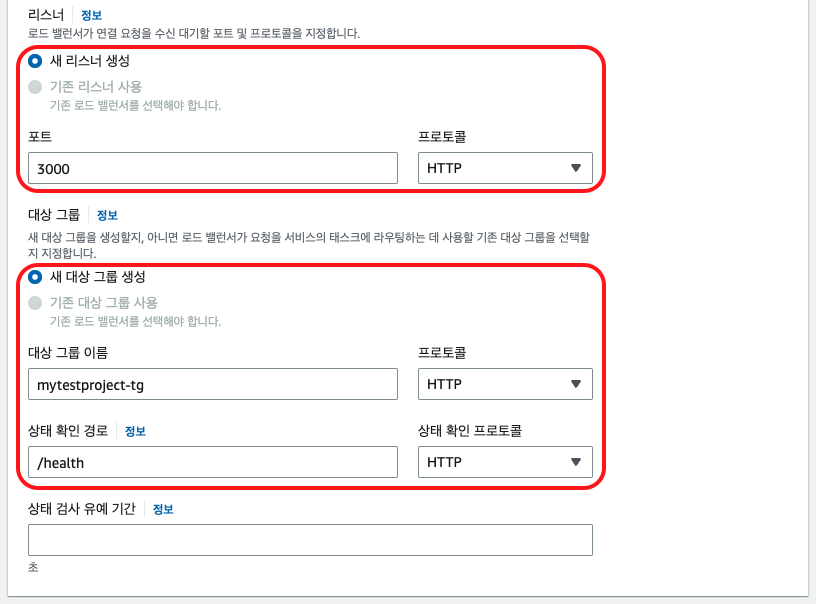 리스너 정보
로드 밸런서가 연결 요청을 수신 대기할 포트 및 프로토콜을 지정합니다.
새 리스너 생성
기존 리스너 사용
기존 로드 밸런서를 선택해야 합니다.
포트 프로토콜
3000 HTTP
대상 그룹 정보
새 대상 그룹을 생성할지, 아니면 로드 밸런서가 요청을 서비스의 태스크에 라우팅하는 데 사용할 기존 대상 그룹을 선택할
지 지정합니다.
새 대상 그룹 생성
기존 대상 그룹 사용
기존 로드 밸런서를 선택해야 합니다.
대상 그룹 이름 프로토콜
mytestproject-tg HTTP
상태 확인 경로 정보 상태 확인 프로토콜
/health HTTP
상태 검사 유예 기간 정보
초